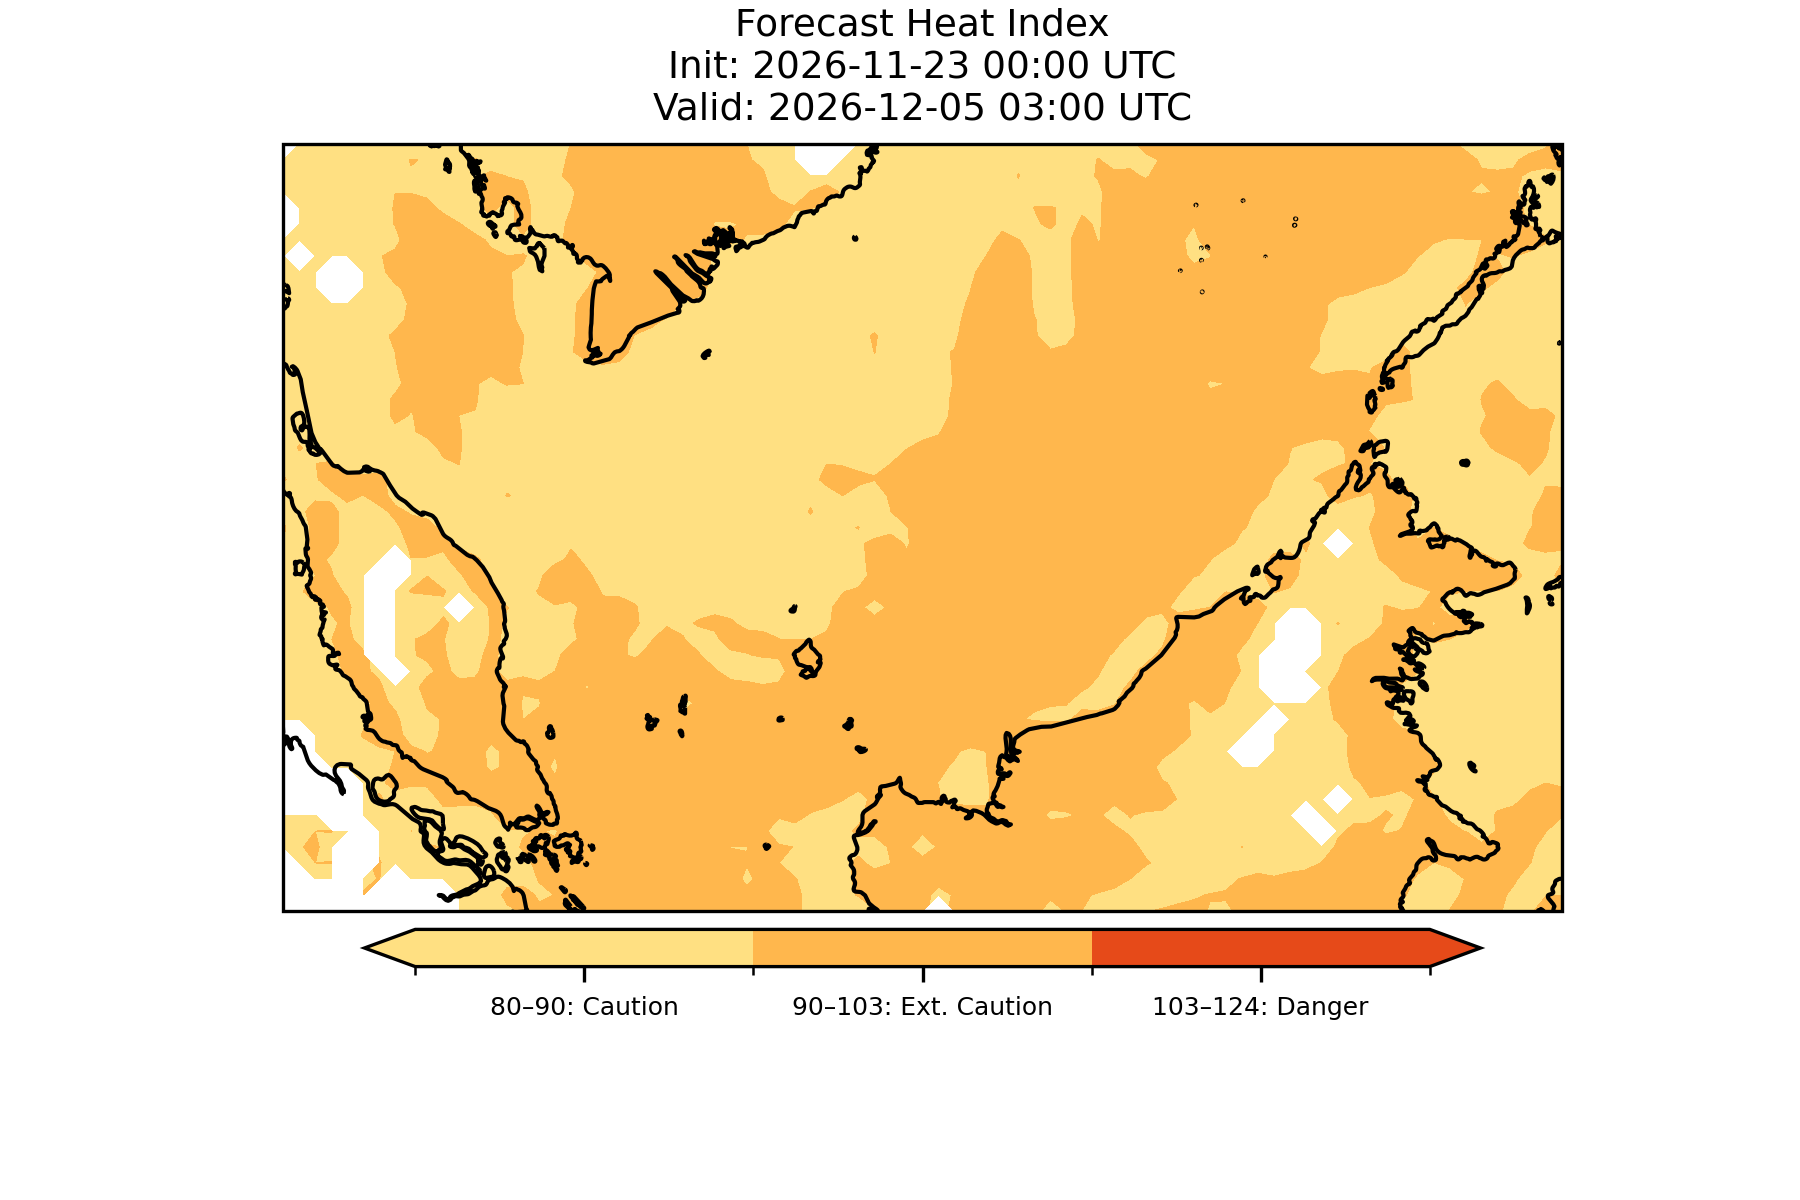 Forecast Heat Index
Init: 2026-11-23 00:00 UTC
Valid: 2026-12-05 03:00 UTC
80–90: Caution
90–103: Ext. Caution
103–124: Danger